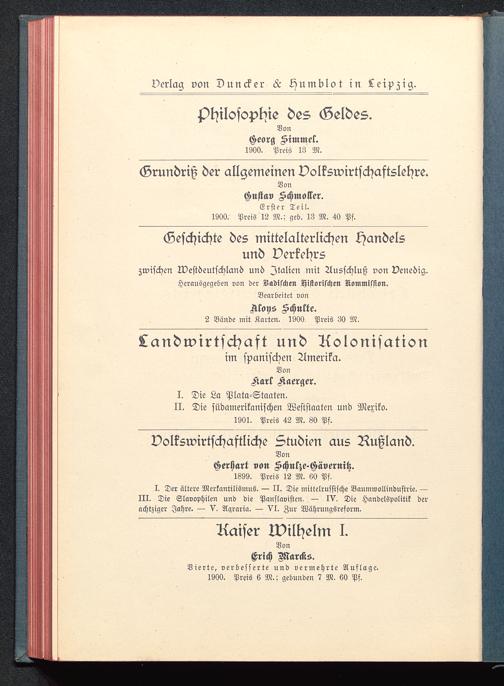 Verlag von Duncker & Humblot in Leipzig.
Philosophie des Geldes.
Von
Georg Simmel.
1900. Preis 13 M.
Grundriß der allgemeinen Volkswirtschaftslehre.
Von
Gustav Schmoller.
Erster Teil.
1900. Preis 12 M.; geb. 13 M. 40 Pf.
Geschichte des mittelalterlichen Handels
und Verkehrs
zwischen Westdeutschland und Italien mit Ausschluß von Venedig.
Herausgegeben von der Badischen Historischen Kommission.
Bearbeitet von
Aloys Schulte.
2 Bände mit Karten. 1900. Preis 30 M.
Landwirtschaft und Kolonisation
im spanischen Amerika.
Von
Karl Kaerger.
I. Die La Plata-Staaten.
II. Die südamerikanischen Weststaaten und Mexiko.
1901. Preis 42 M. 80 Pf.
Volkswirtschaftliche Studien aus Rußland.
Von
Gerhart von Schulze-Gävernitz.
1899. Preis 12 M. 60 Pf.
I. Der ältere Merkantilismus. — II. Die mittelrussische Baumwollindustrie. —
III. Die Slavophilen und die Panslavisten. — IV. Die Handelspolitik der
achtziger Jahre. — V. Agraria. — VI. Zur Währungsreform.
Kaiser Wilhelm I.
Von
Erich Marcks.
Vierte, verbesserte und vermehrte Auflage.
1900. Preis 6 M.; gebunden 7 M. 60 Pf.